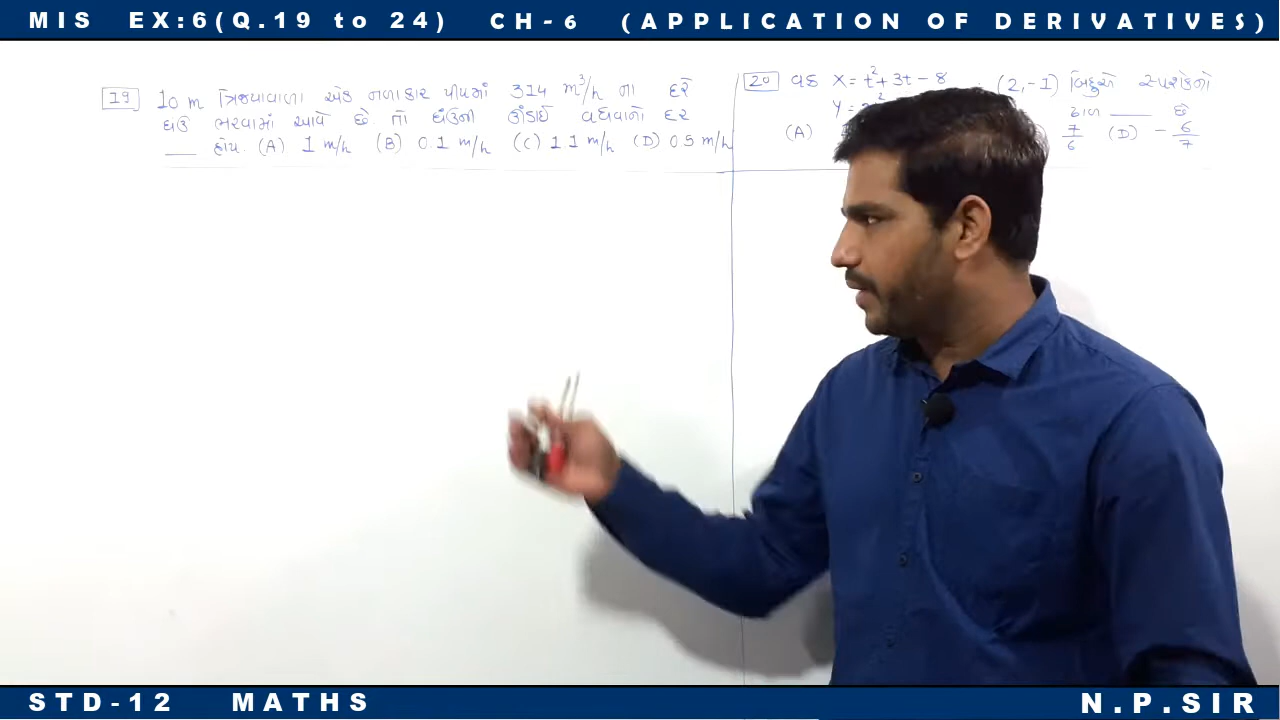 MIS EX:6(Q.19 to 24) CH-6 (APPLICATION OF DERIVATIVES)
19 10 m ત્રિજ્યાવાળા એક નળાકાર પીપમાં 314 m³/h ના દરે
ઘઉં ભરવામાં આવે છે. તો ઘઉંની ઊંડાઈ વધવાનો દર
___ હોય. (A) 1 m/h (B) 0.1 m/h (C) 1.1 m/h (D) 0.5 m/h
20 વક્ર x = t² + 3t - 8
(2, -1) બિંદુએ સ્પર્શકનો
y =
ઢાળ ____ છે
(A) 7/6 (D) - 6/7
STD-12 MATHS
N.P.SIR